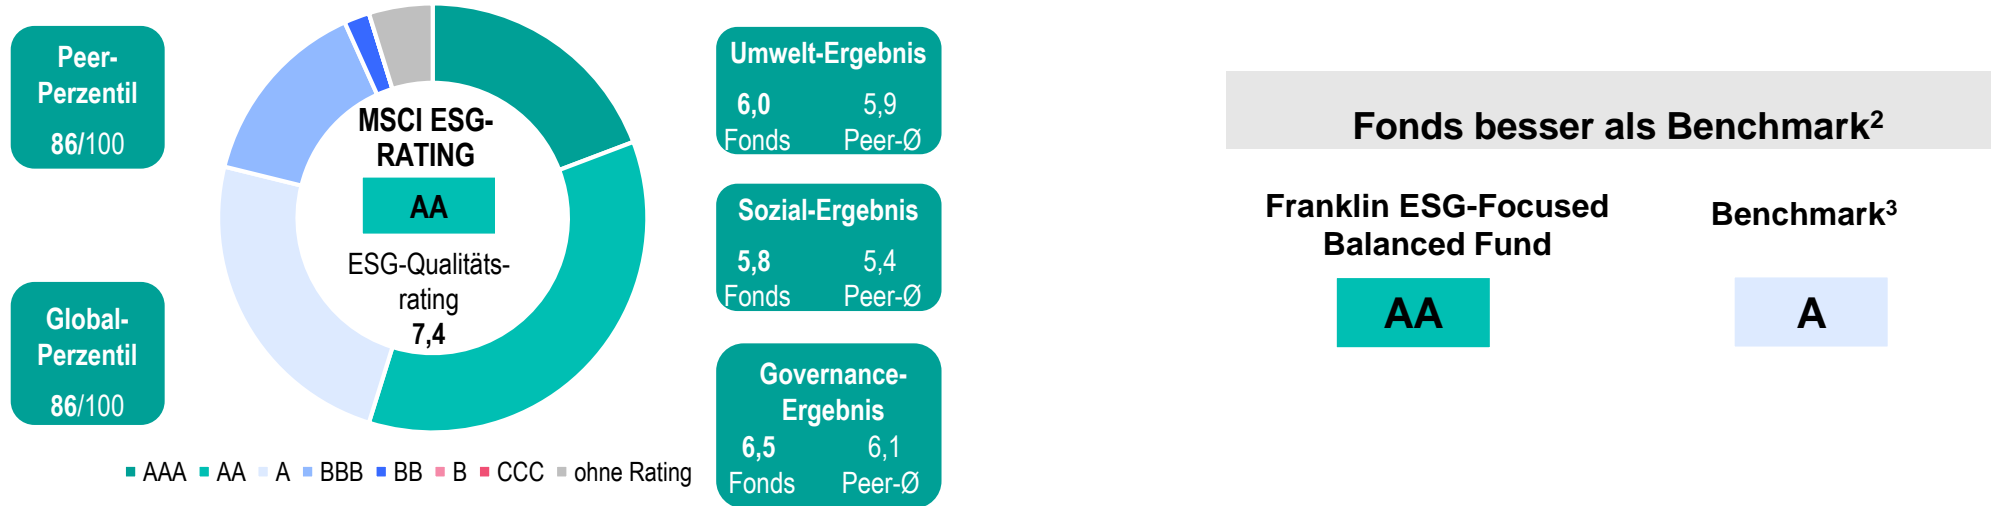 Peer-
Perzentil
86/100
Global-
Perzentil
86/100
MSCI ESG-
RATING
AA
ESG-Qualitäts-
rating
7,4
AAA AA A BBB BB B CCC ohne Rating
Umwelt-Ergebnis
6,0 5,9
Fonds Peer-Ø
Sozial-Ergebnis
5,8 5,4
Fonds Peer-Ø
Governance-
Ergebnis
6,5 6,1
Fonds Peer-Ø
Fonds besser als Benchmark²
Franklin ESG-Focused
Balanced Fund
AA
Benchmark³
A